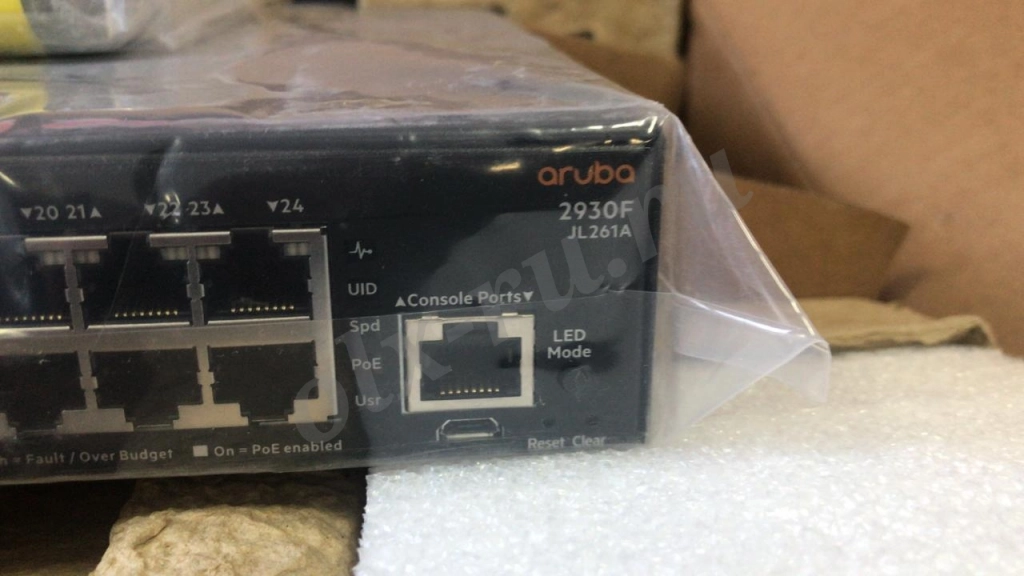 aruba
2930F
JL261A
▼20 21▲ ▼22 23▲ ▼24
UID
Spd
PoE
Usr
▲Console Ports▼
LED
Mode
Reset Clear
= Fault / Over Budget ■ On = PoE enabled